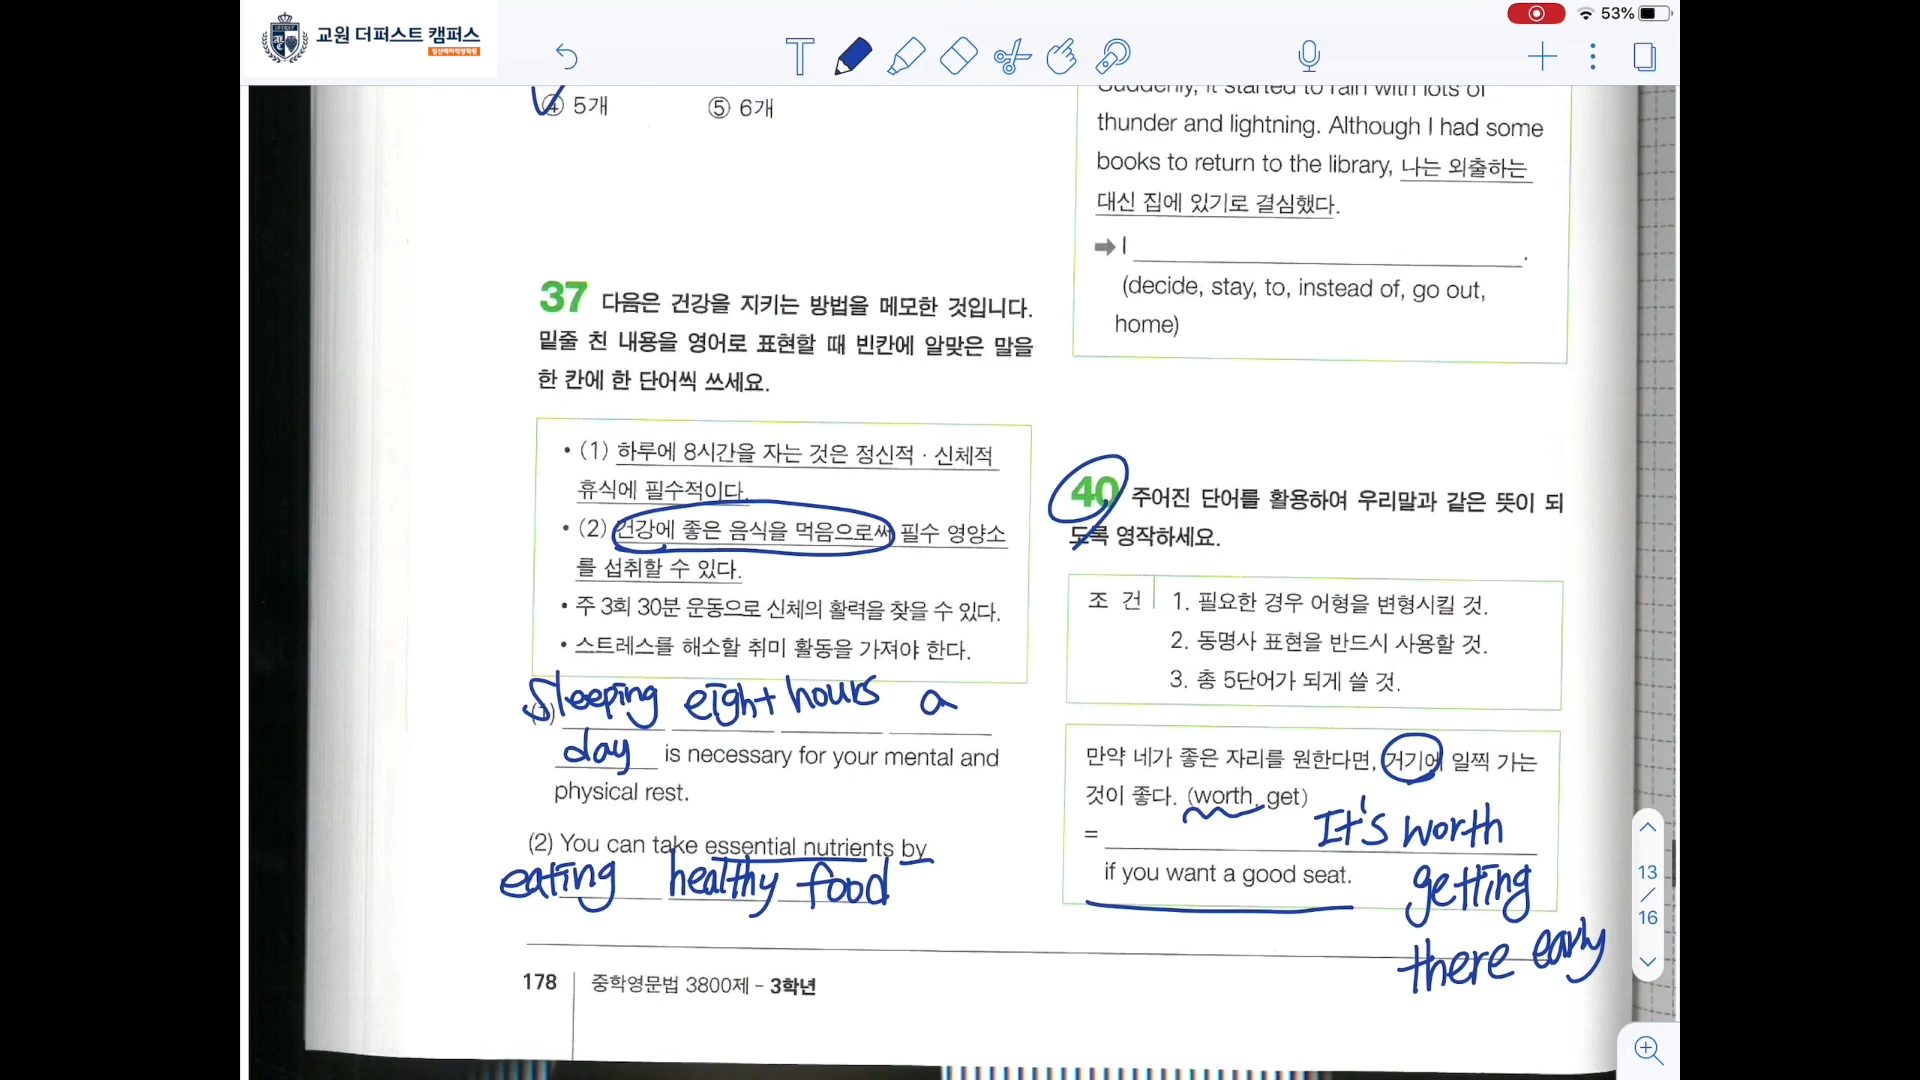 교원 더퍼스트 캠퍼스
53%
④ 5개 ⑤ 6개
37 다음은 건강을 지키는 방법을 메모한 것입니다.
밑줄 친 내용을 영어로 표현할 때 빈칸에 알맞은 말을
한 칸에 한 단어씩 쓰세요.
• (1) 하루에 8시간을 자는 것은 정신적 · 신체적
휴식에 필수적이다.
• (2) 건강에 좋은 음식을 먹음으로써 필수 영양소
를 섭취할 수 있다.
• 주 3회 30분 운동으로 신체의 활력을 찾을 수 있다.
• 스트레스를 해소할 취미 활동을 가져야 한다.
(1) Sleeping eight hours a
day is necessary for your mental and
physical rest.
(2) You can take essential nutrients by
eating healthy food
178 중학영문법 3800제 – 3학년
Suddenly, it started to rain with lots of
thunder and lightning. Although I had some
books to return to the library, 나는 외출하는
대신 집에 있기로 결심했다.
➡ I .
(decide, stay, to, instead of, go out,
home)
40 주어진 단어를 활용하여 우리말과 같은 뜻이 되
도록 영작하세요.
조 건 1. 필요한 경우 어형을 변형시킬 것.
2. 동명사 표현을 반드시 사용할 것.
3. 총 5단어가 되게 쓸 것.
만약 네가 좋은 자리를 원한다면, 거기에 일찍 가는
것이 좋다. (worth, get)
= It's worth
if you want a good seat. getting
there early
13
/
16